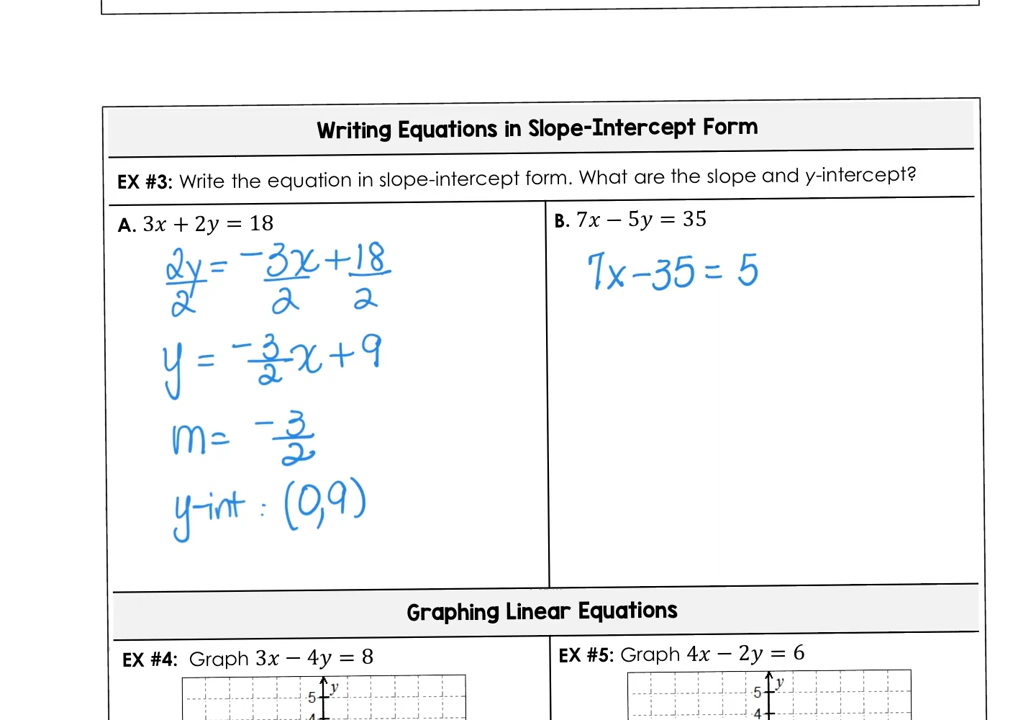 Writing Equations in Slope-Intercept Form
EX #3: Write the equation in slope-intercept form. What are the slope and y-intercept?
A. 3x + 2y = 18
2y/2 = -3x/2 + 18/2
y = -3/2 x + 9
m = -3/2
y-int : (0,9)
B. 7x − 5y = 35
7x - 35 = 5
Graphing Linear Equations
EX #4: Graph 3x − 4y = 8
5 y
4
EX #5: Graph 4x − 2y = 6
5 y
4